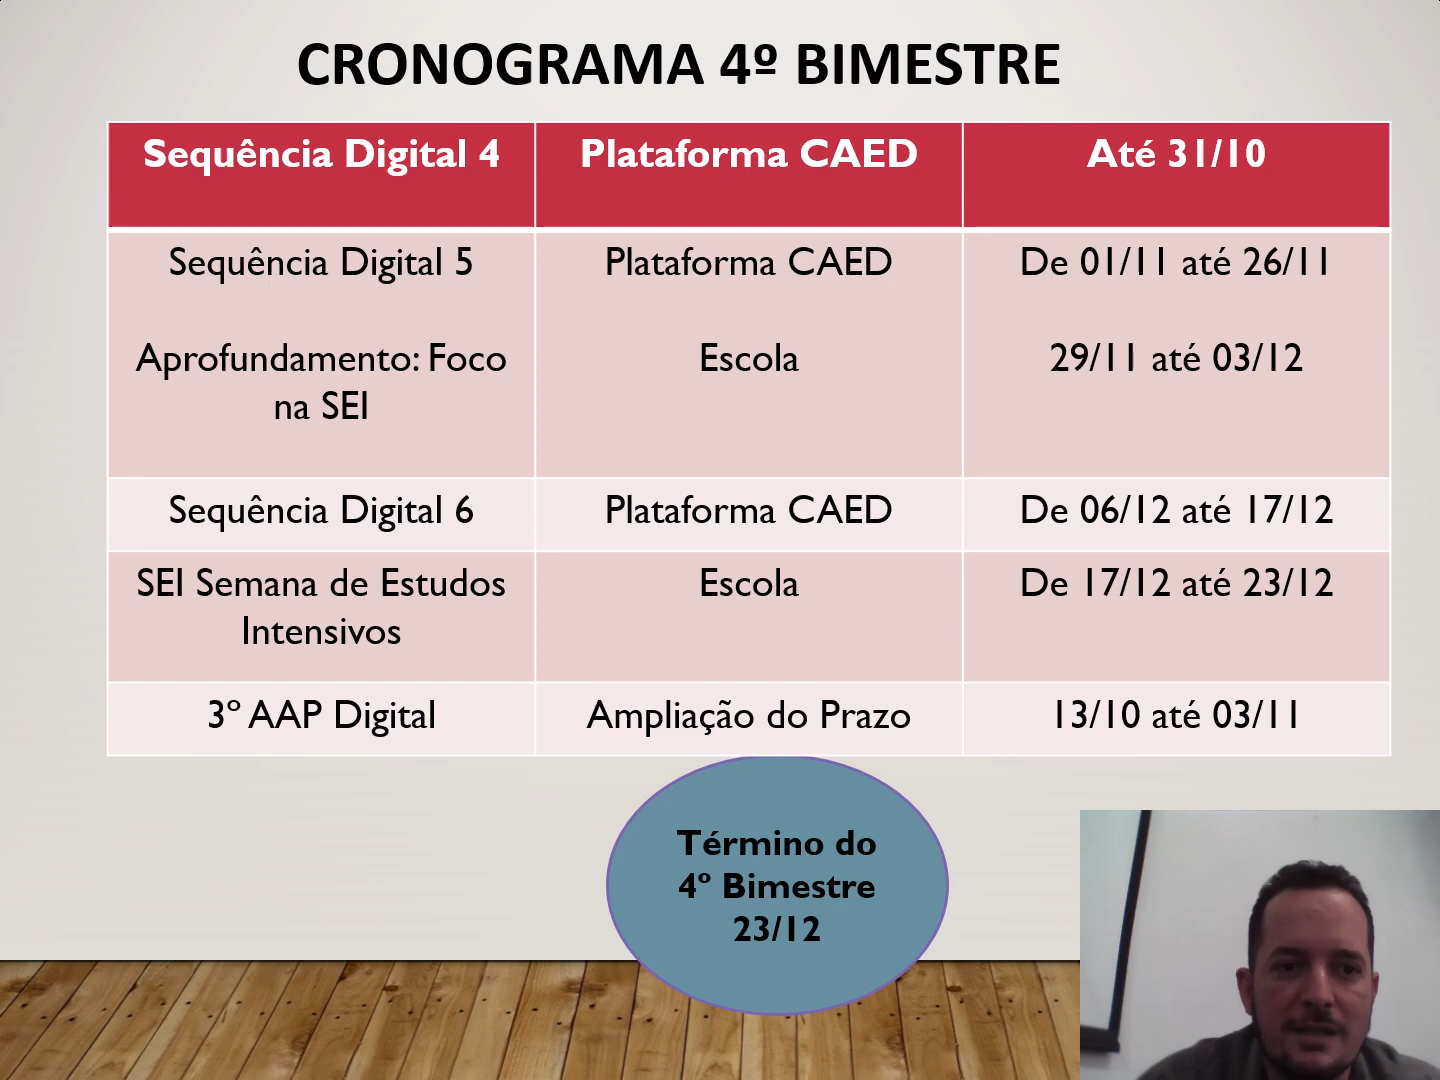 CRONOGRAMA 4º BIMESTRE
Sequência Digital 4 Plataforma CAED Até 31/10
Sequência Digital 5 Plataforma CAED De 01/11 até 26/11
Aprofundamento: Foco Escola 29/11 até 03/12
na SEI
Sequência Digital 6 Plataforma CAED De 06/12 até 17/12
SEI Semana de Estudos Escola De 17/12 até 23/12
Intensivos
3º AAP Digital Ampliação do Prazo 13/10 até 03/11
Término do
4º Bimestre
23/12